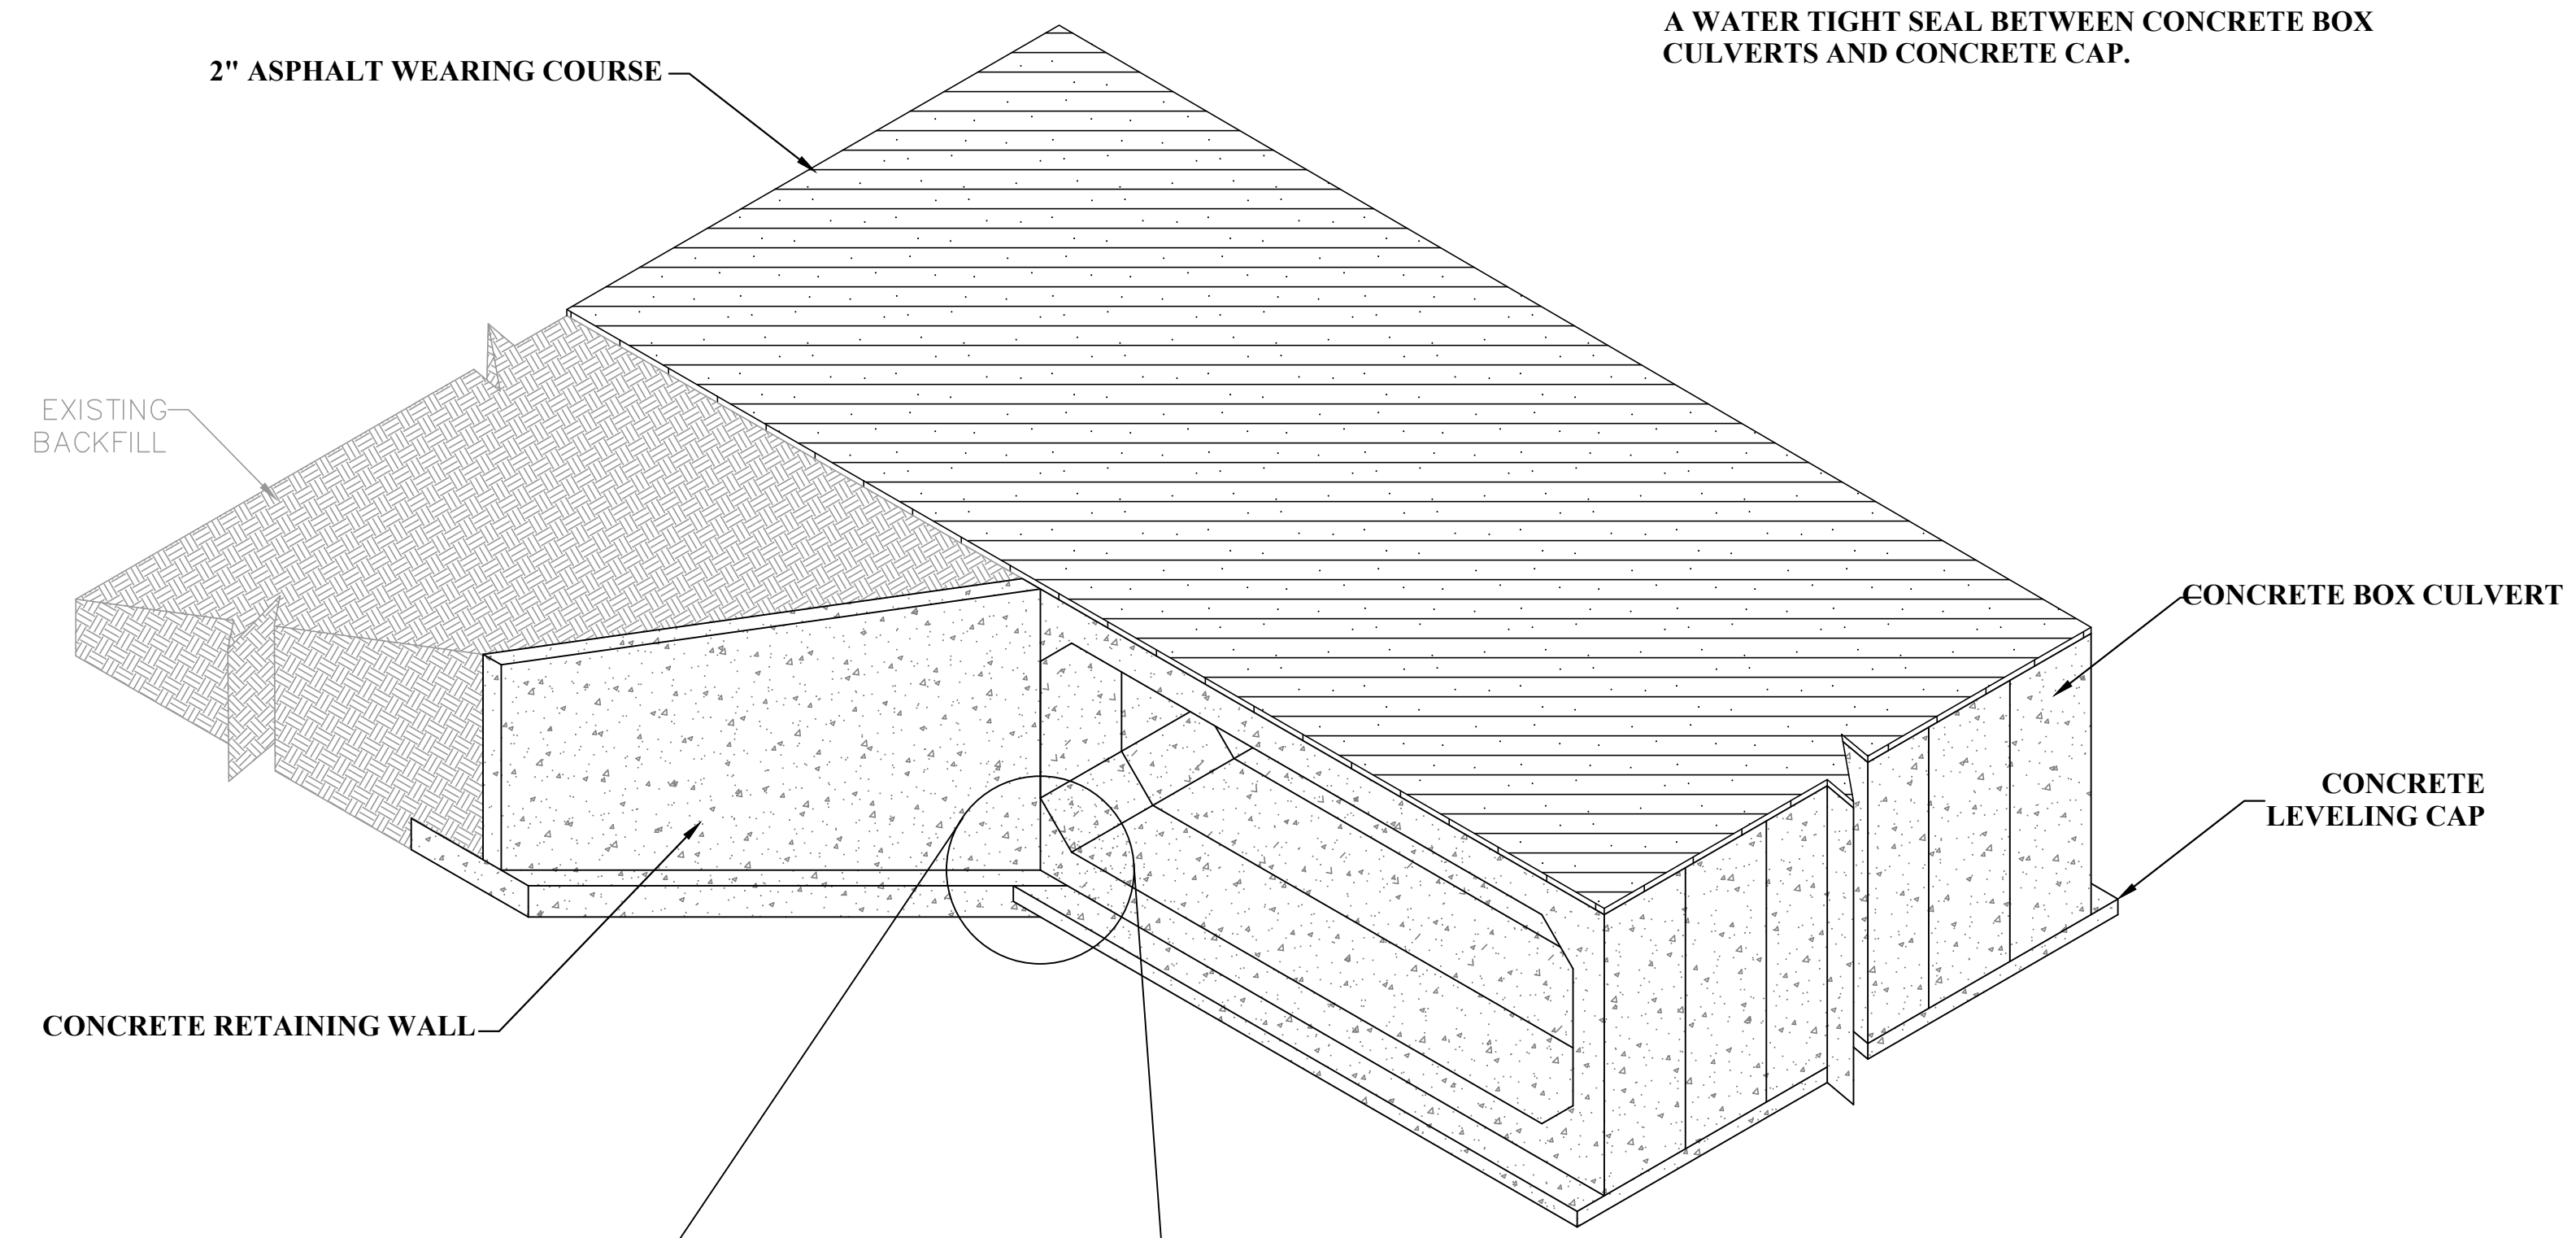 A WATER TIGHT SEAL BETWEEN CONCRETE BOX
CULVERTS AND CONCRETE CAP.
2" ASPHALT WEARING COURSE
EXISTING
BACKFILL
CONCRETE BOX CULVERT
CONCRETE
LEVELING CAP
CONCRETE RETAINING WALL